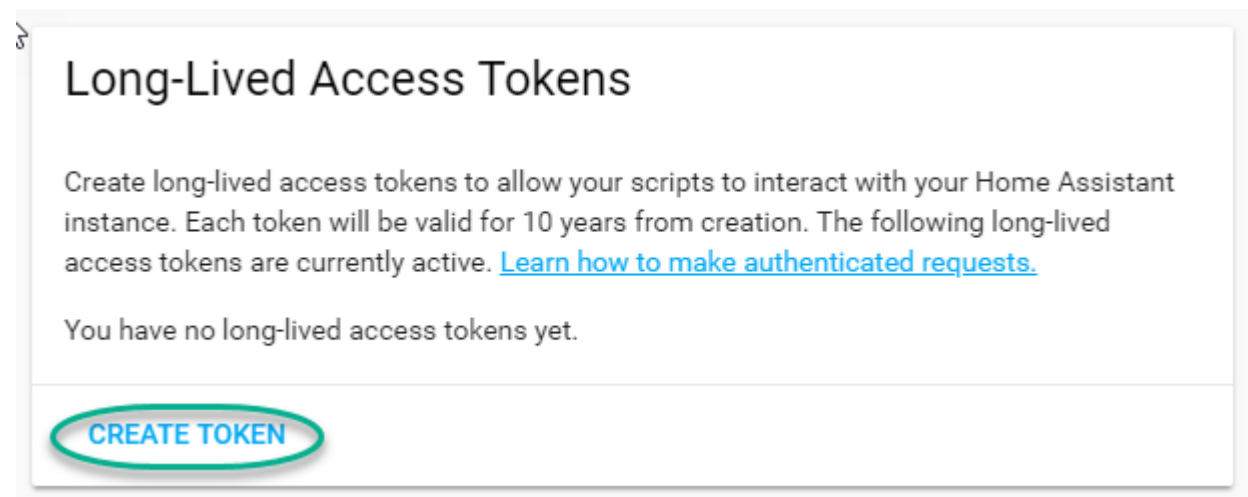 Long-Lived Access Tokens
Create long-lived access tokens to allow your scripts to interact with your Home Assistant
instance. Each token will be valid for 10 years from creation. The following long-lived
access tokens are currently active. Learn how to make authenticated requests.
You have no long-lived access tokens yet.
CREATE TOKEN